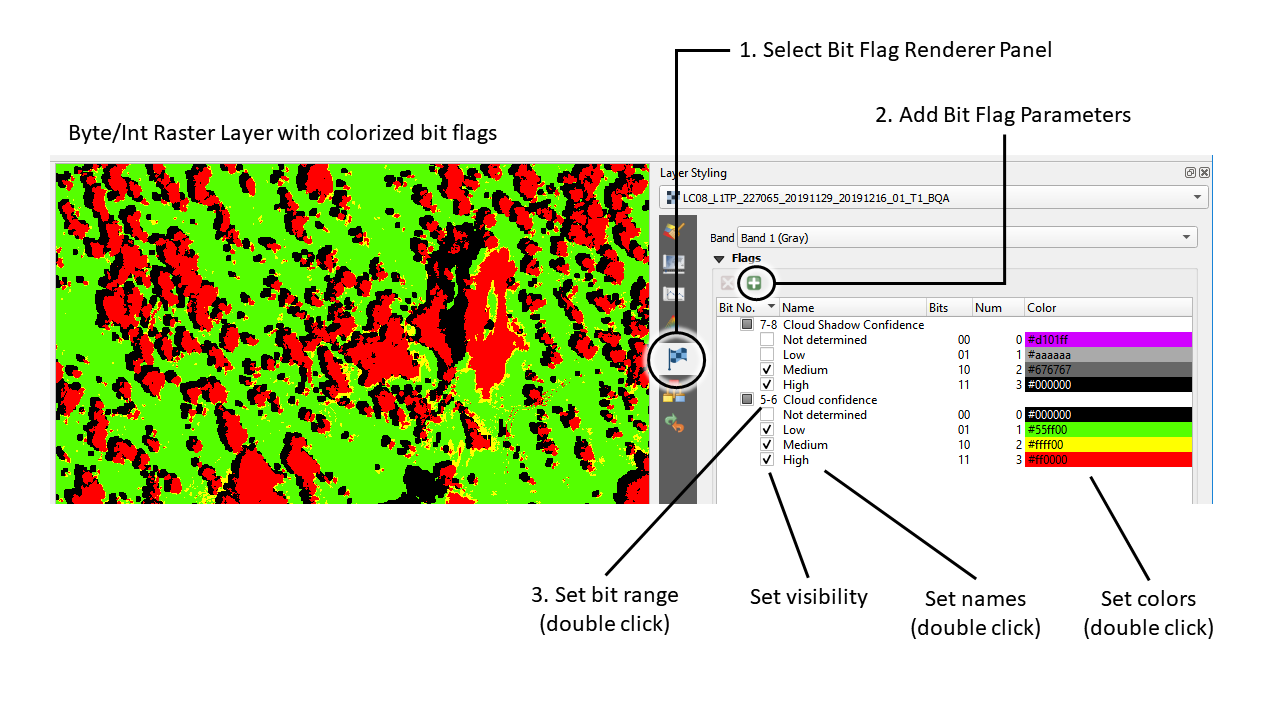 1. Select Bit Flag Renderer Panel
2. Add Bit Flag Parameters
Byte/Int Raster Layer with colorized bit flags
Layer Styling
LC08_L1TP_227065_20191129_20191216_01_T1_BQA
Band Band 1 (Gray)
Flags
Bit No. Name Bits Num Color
7-8 Cloud Shadow Confidence
Not determined 00 0 #d101ff
Low 01 1 #aaaaaa
Medium 10 2 #676767
High 11 3 #000000
5-6 Cloud confidence
Not determined 00 0 #000000
Low 01 1 #55ff00
Medium 10 2 #ffff00
High 11 3 #ff0000
3. Set bit range
(double click)
Set visibility
Set names
(double click)
Set colors
(double click)